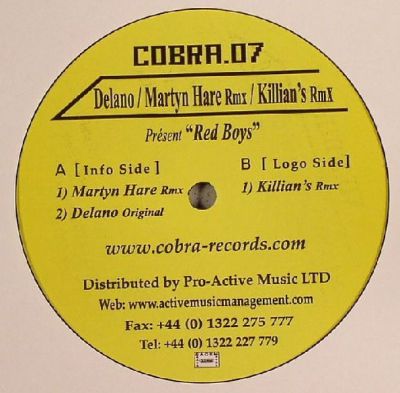 COBRA.07
Delano / Martyn Hare Rmx / Killian's Rmx
Présent "Red Boys"
A [Info Side]
1) Martyn Hare Rmx
2) Delano Original
B [ Logo Side]
1) Killian's Rmx
www.cobra-records.com
Distributed by Pro-Active Music LTD
Web: www.activemusicmanagement.com
Fax: +44 (0) 1322 275 777
Tel: +44 (0) 1322 227 779